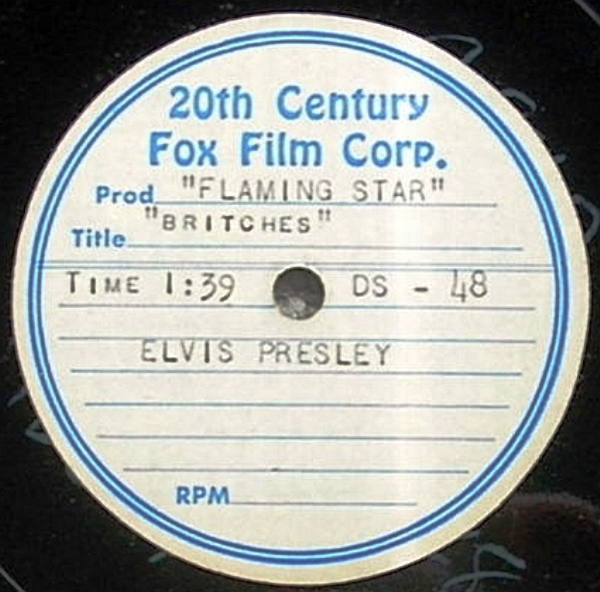 20th Century
Fox Film Corp.
Prod "FLAMING STAR"
Title "BRITCHES"
TIME 1:39 DS - 48
ELVIS PRESLEY
RPM